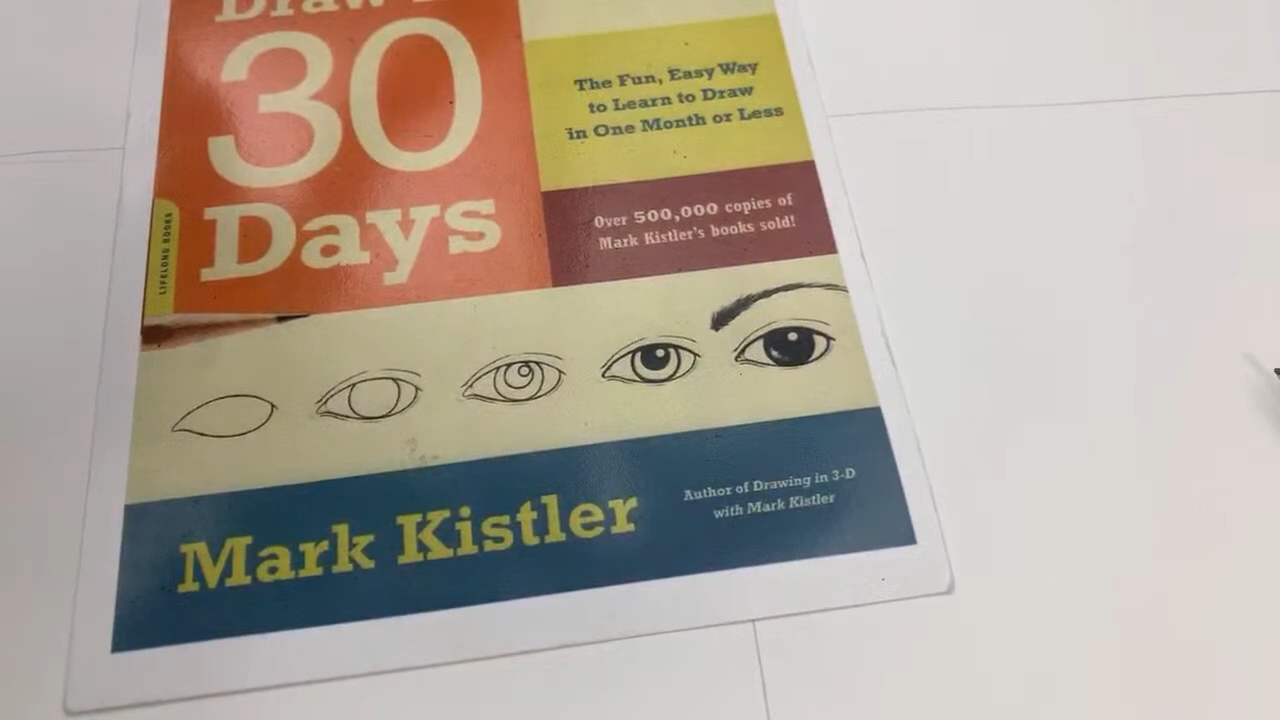 Draw
30
Days
The Fun, Easy Way
to Learn to Draw
in One Month or Less
Over 500,000 copies of
Mark Kistler's books sold!
LIFELONG BOOKS
Mark Kistler
Author of Drawing in 3-D
with Mark Kistler